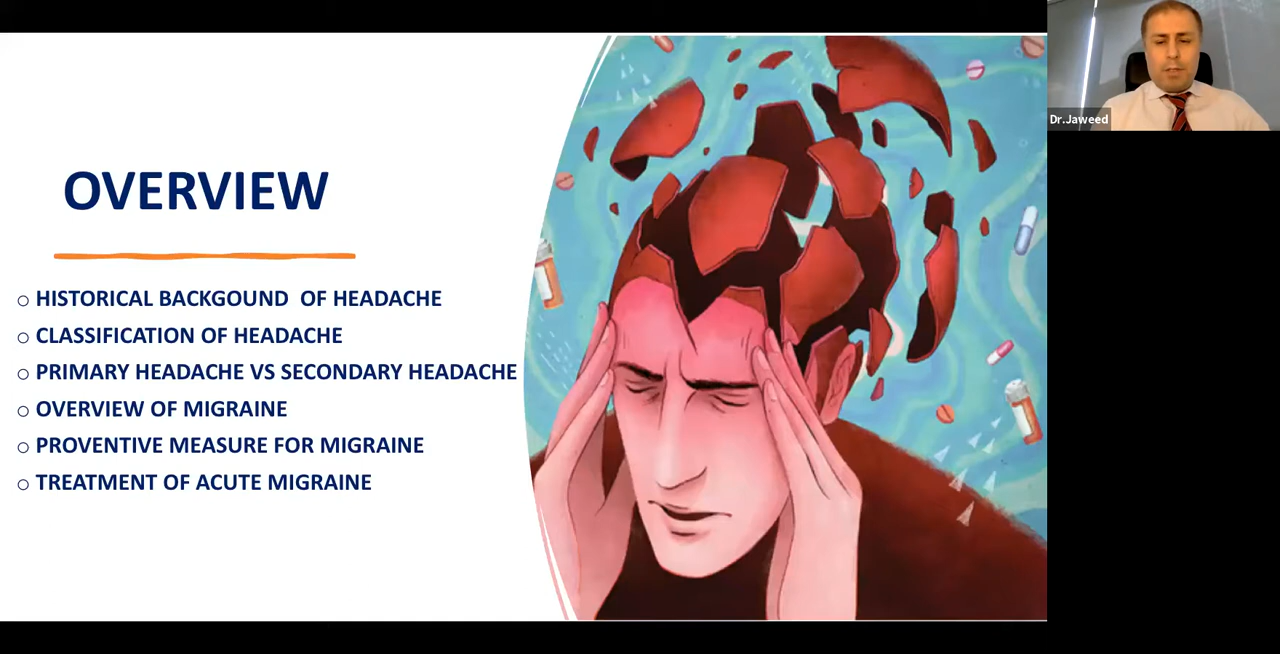 OVERVIEW
HISTORICAL BACKGOUND OF HEADACHE
CLASSIFICATION OF HEADACHE
PRIMARY HEADACHE VS SECONDARY HEADACHE
OVERVIEW OF MIGRAINE
PROVENTIVE MEASURE FOR MIGRAINE
TREATMENT OF ACUTE MIGRAINE
Dr.Jaweed